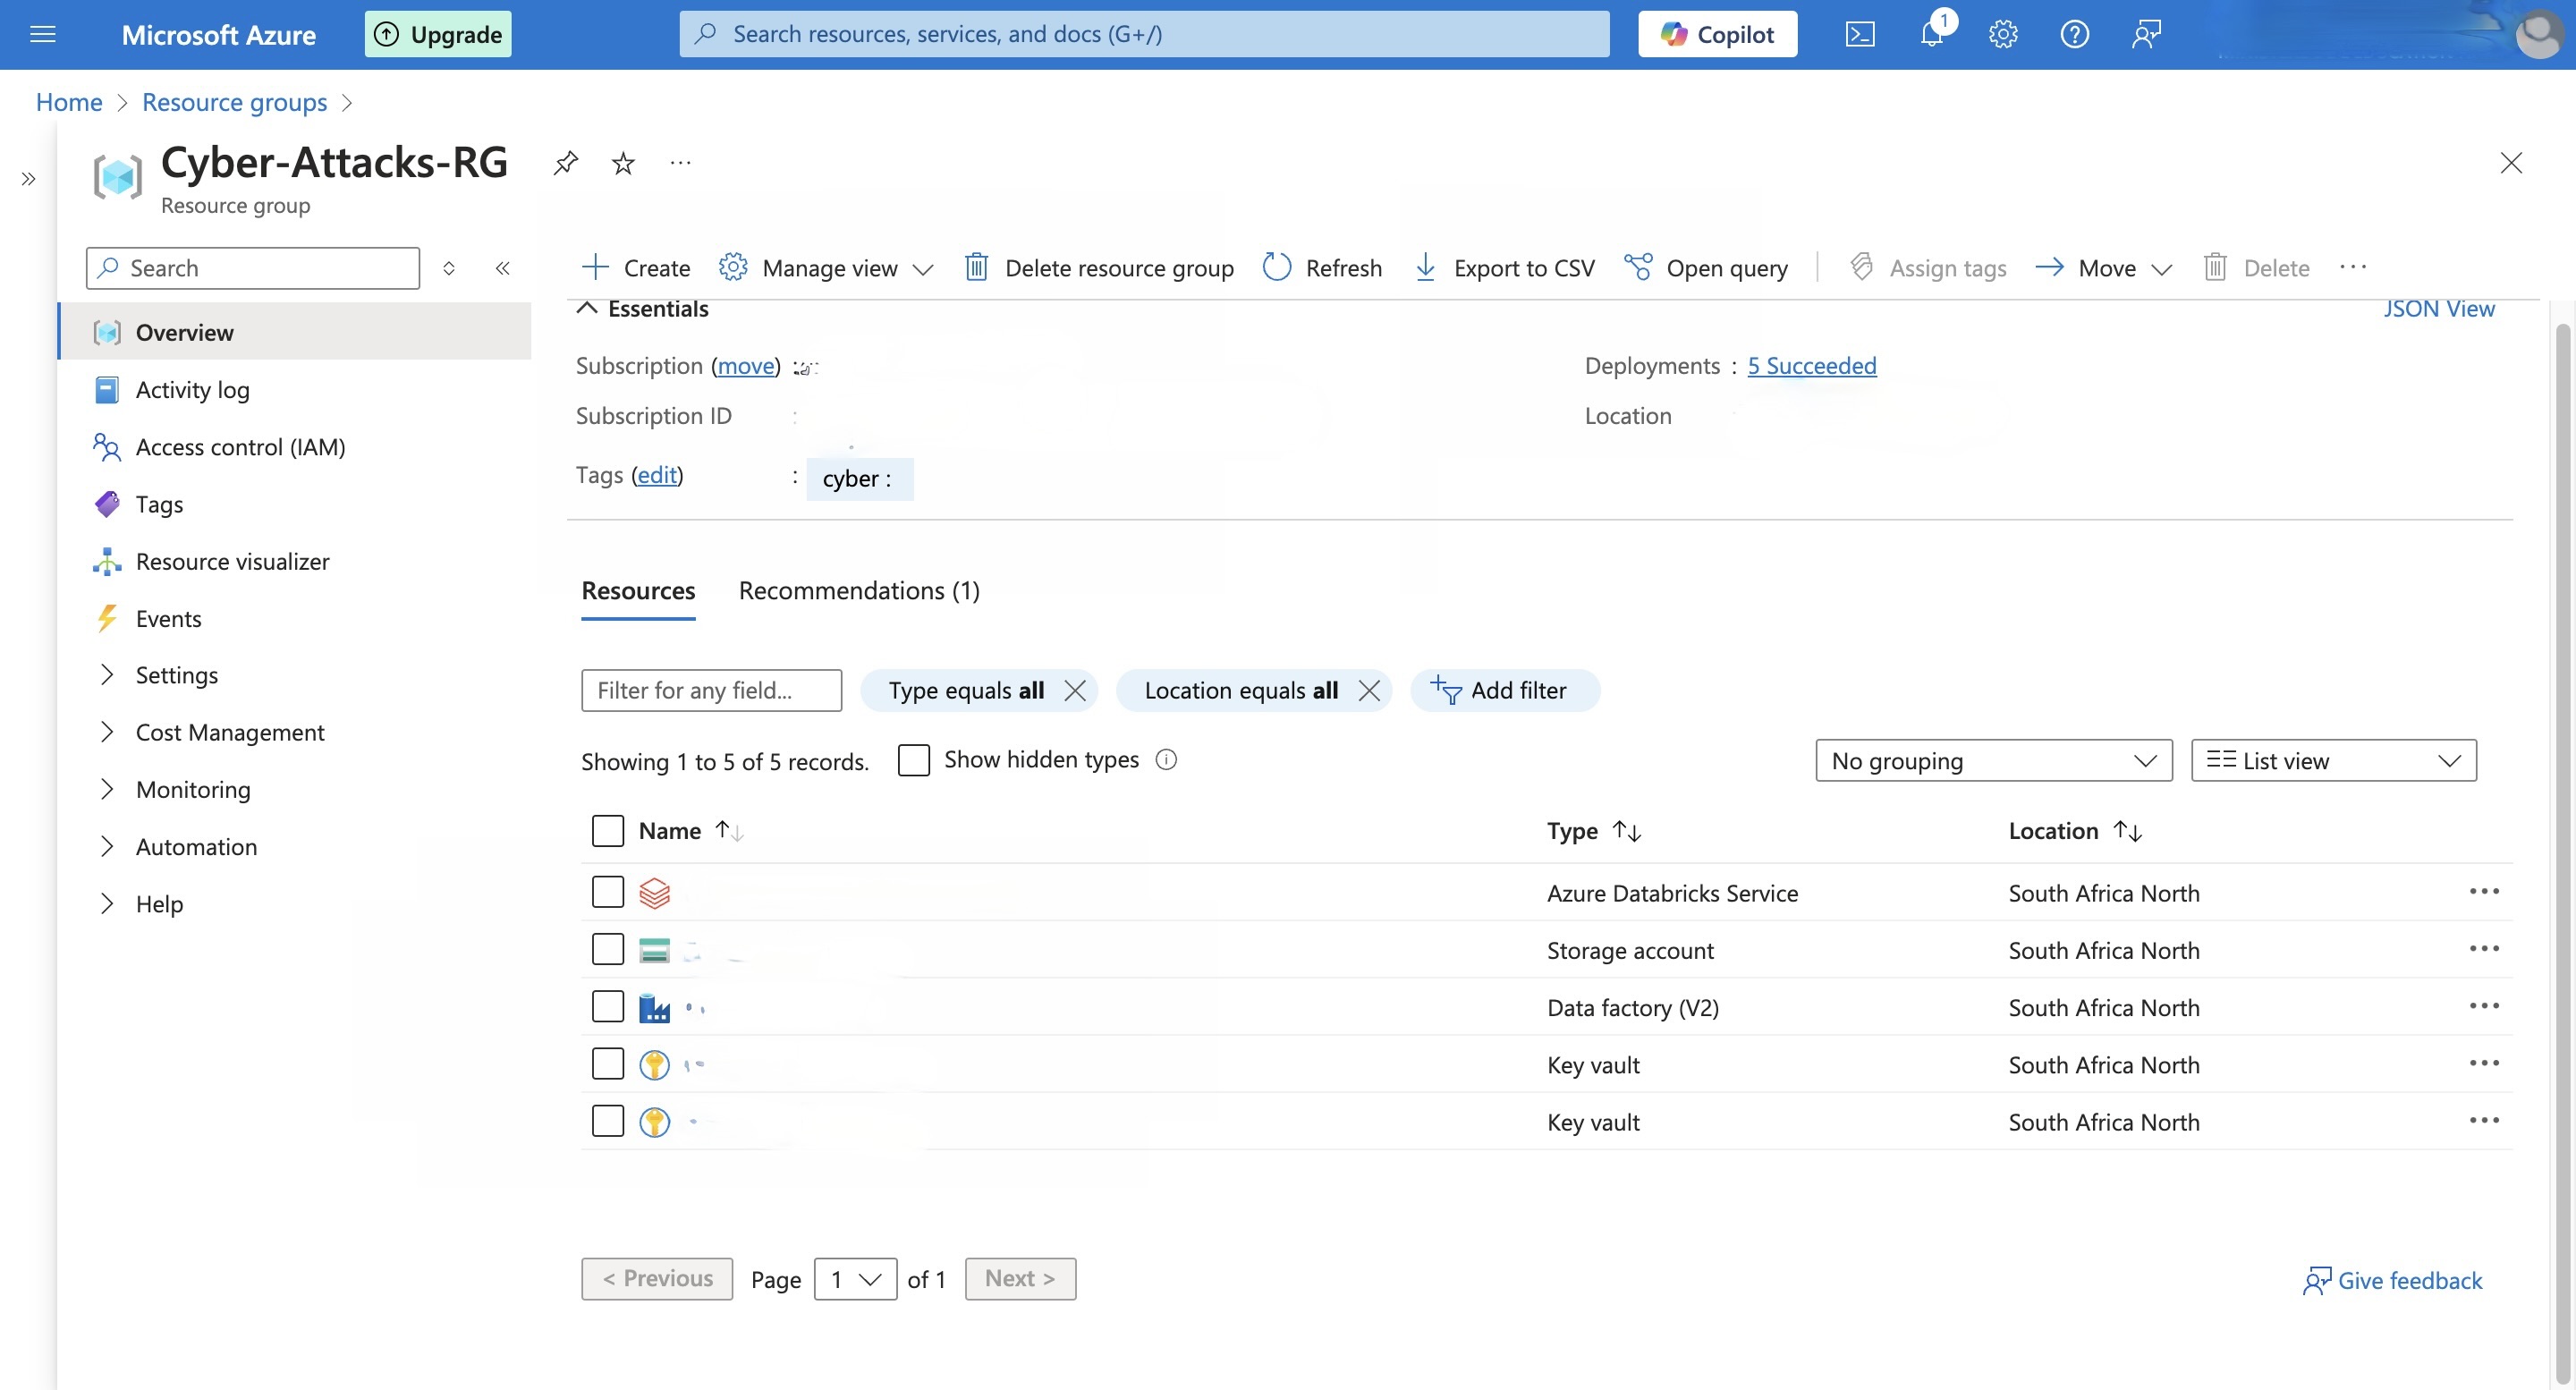 Microsoft Azure Upgrade Search resources, services, and docs (G+/) Copilot 1
Home > Resource groups >
Cyber-Attacks-RG
Resource group
Search
Overview
Activity log
Access control (IAM)
Tags
Resource visualizer
Events
Settings
Cost Management
Monitoring
Automation
Help
Create Manage view Delete resource group Refresh Export to CSV Open query Assign tags Move Delete
Essentials JSON View
Subscription (move) : Deployments : 5 Succeeded
Subscription ID : Location
Tags (edit) : cyber :
Resources Recommendations (1)
Filter for any field... Type equals all Location equals all Add filter
Showing 1 to 5 of 5 records. Show hidden types No grouping List view
Name Type Location
Azure Databricks Service South Africa North
Storage account South Africa North
Data factory (V2) South Africa North
Key vault South Africa North
Key vault South Africa North
< Previous Page 1 of 1 Next > Give feedback